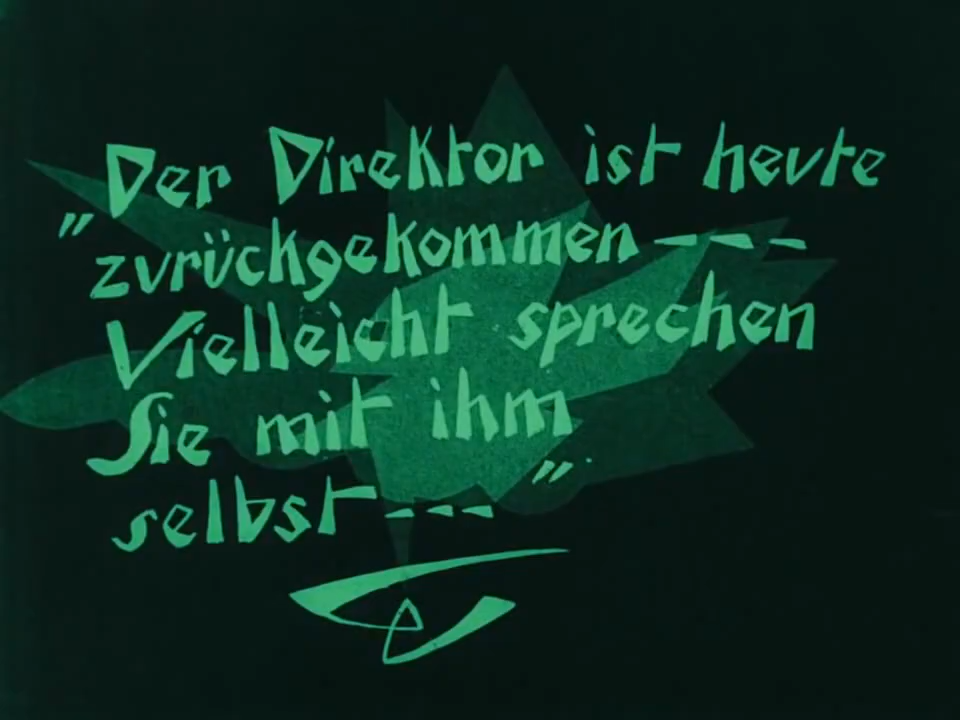 "Der Direktor ist heute
zurückgekommen ---
Vielleicht sprechen
Sie mit ihm
selbst---"